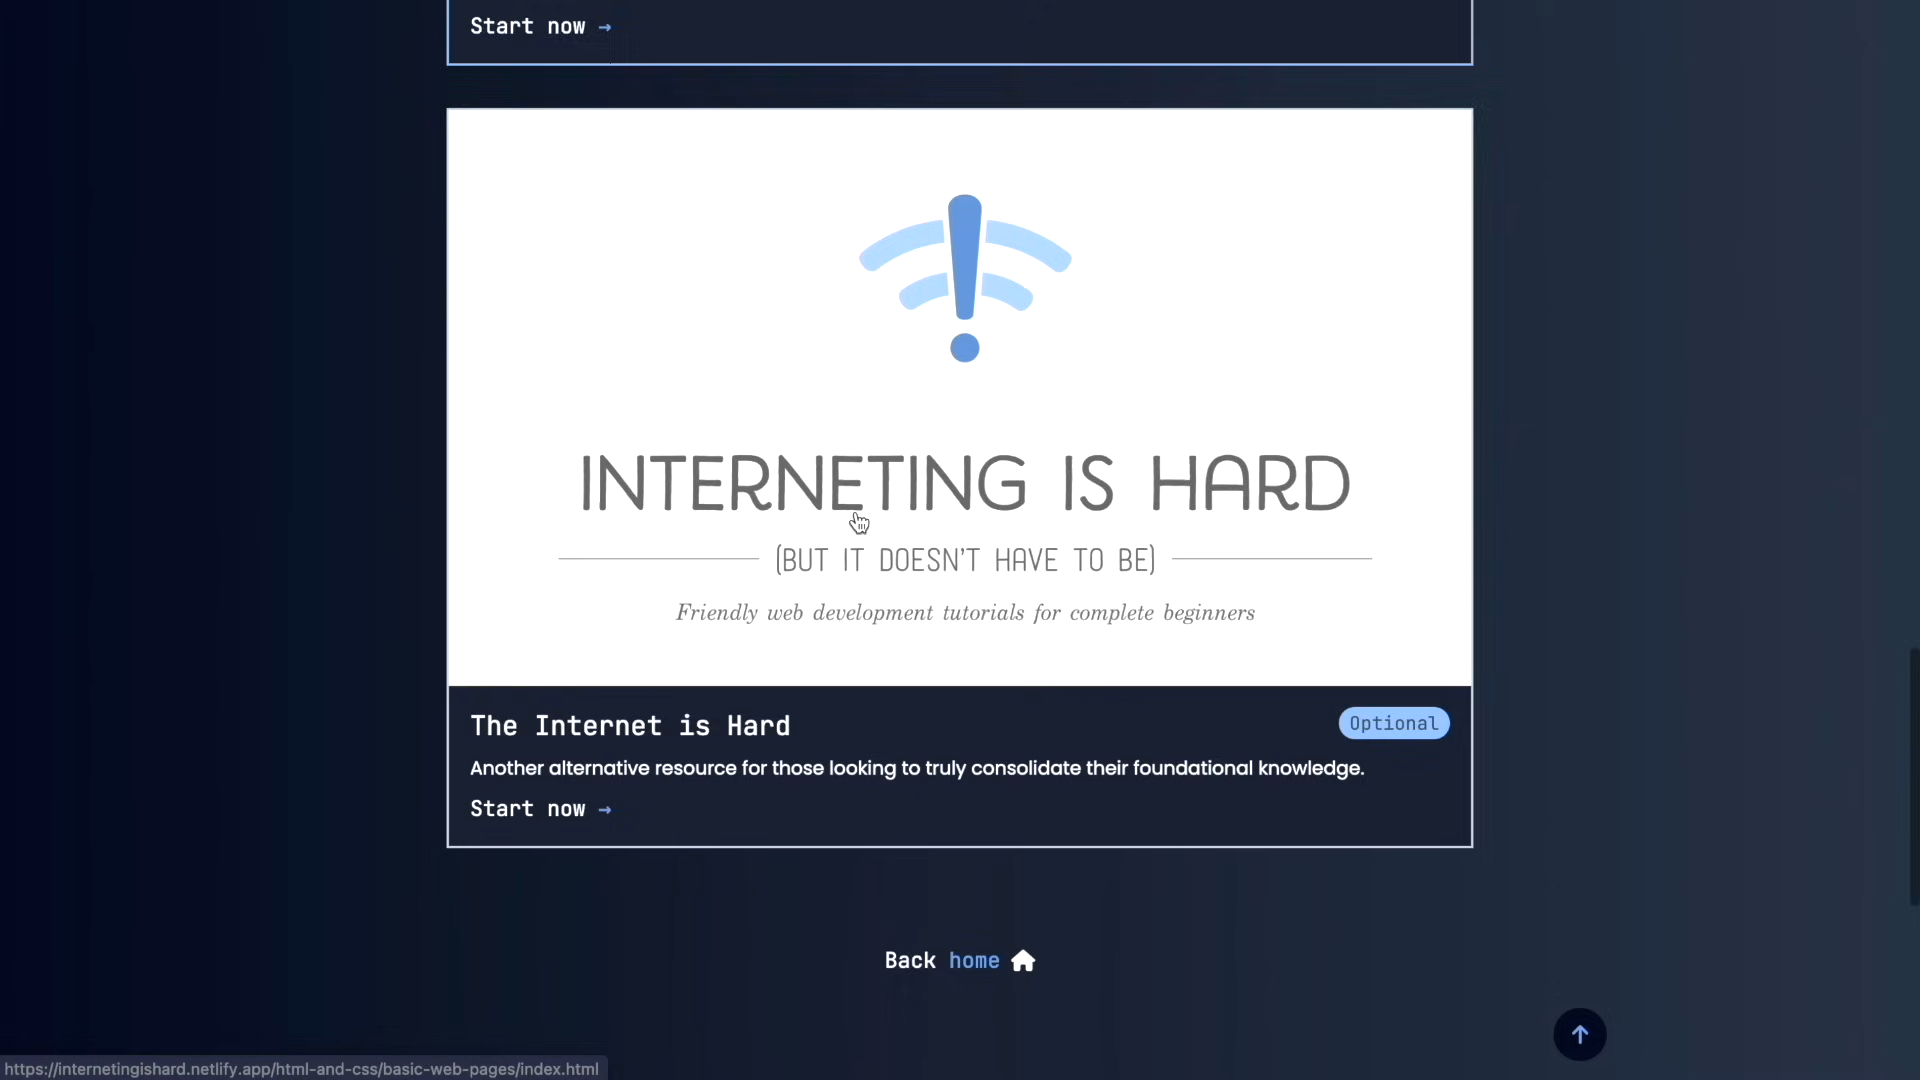 Start now →
INTERNETING IS HARD
(BUT IT DOESN'T HAVE TO BE)
Friendly web development tutorials for complete beginners
The Internet is Hard
Optional
Another alternative resource for those looking to truly consolidate their foundational knowledge.
Start now →
Back home
https://internetingishard.netlify.app/html-and-css/basic-web-pages/index.html